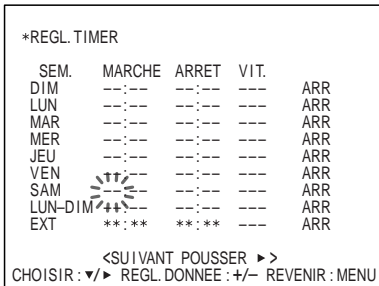 *REGL.TIMER
SEM. MARCHE ARRET VIT.
DIM --:-- --:-- --- ARR
LUN --:-- --:-- --- ARR
MAR --:-- --:-- --- ARR
MER --:-- --:-- --- ARR
JEU --:-- --:-- --- ARR
VEN --:-- --:-- --- ARR
SAM --:-- --:-- --- ARR
LUN–DIM --:-- --:-- --- ARR
EXT **:** **:** --- ARR
<SUIVANT POUSSER ►>
CHOISIR:▼/► REGL.DONNEE:+/– REVENIR:MENU